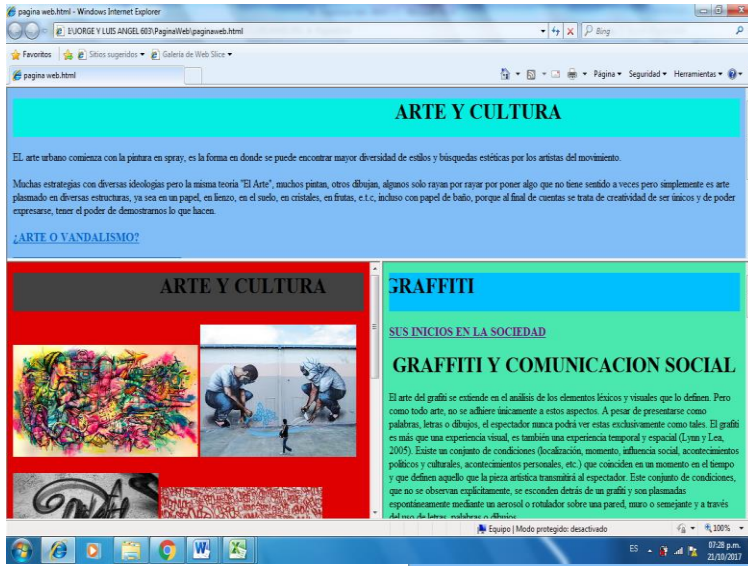 pagina web.html - Windows Internet Explorer
E:\JORGE Y LUIS ANGEL 603\PaginaWeb\paginaweb.html
Bing
Favoritos
Sitios sugeridos
Galería de Web Slice
pagina web.html
Página
Seguridad
Herramientas
ARTE Y CULTURA
EL arte urbano comienza con la pintura en spray, es la forma en donde se puede encontrar mayor diversidad de estilos y búsquedas estéticas por los artistas del movimiento.
Muchas estrategias con diversas ideologias pero la misma teoria "El Arte", muchos pintan, otros dibujan, algunos solo rayan por rayar por poner algo que no tiene sentido a veces pero simplemente es arte
plasmado en diversas estructuras, ya sea en un papel, en lienzo, en el suelo, en cristales, en frutas, e.t.c, incluso con papel de baño, porque al final de cuentas se trata de creatividad de ser únicos y de poder
expresarse, tener el poder de demostrarnos lo que hacen.
¿ARTE O VANDALISMO?
ARTE Y CULTURA
GRAFFITI
SUS INICIOS EN LA SOCIEDAD
GRAFFITI Y COMUNICACION SOCIAL
El arte del grafiti se extiende en el análisis de los elementos léxicos y visuales que lo definen. Pero
como todo arte, no se adhiere únicamente a estos aspectos. A pesar de presentarse como
palabras, letras o dibujos, el espectador nunca podrá ver estas exclusivamente como tales. El grafiti
es más que una experiencia visual, es también una experiencia temporal y espacial (Lynn y Lea,
2005). Existe un conjunto de condiciones (localización, momento, influencia social, acontecimientos
políticos y culturales, acontecimientos personales, etc.) que coinciden en un momento en el tiempo
y que definen aquello que la pieza artística transmitirá al espectador. Este conjunto de condiciones,
que no se observan explícitamente, se esconden detrás de un grafiti y son plasmadas
espontáneamente mediante un aerosol o rotulador sobre una pared, muro o semejante y a través
del uso de letras, palabras o dibujos
Equipo | Modo protegido: desactivado
100%
ES
07:28 p.m.
21/10/2017